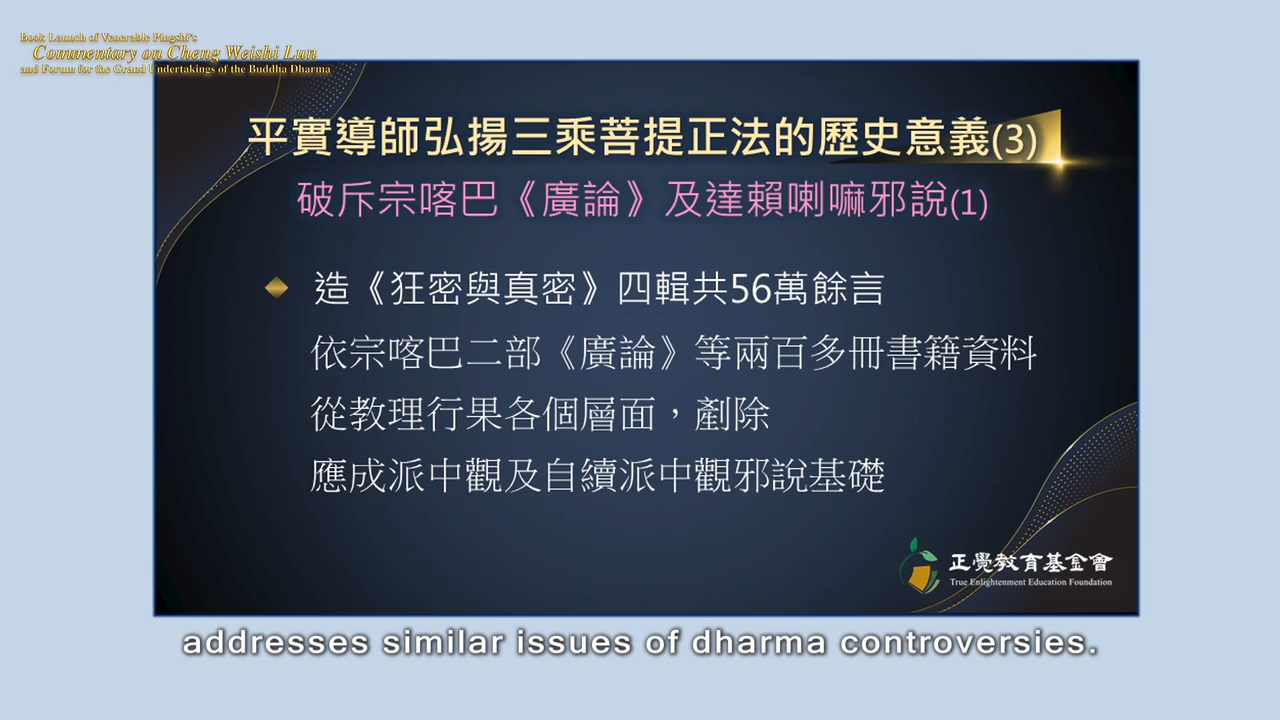 Book Launch of Venerable Pingshi's
Commentary on Cheng Weishi Lun
and Forum for the Grand Undertakings of the Buddha Dharma
平實導師弘揚三乘菩提正法的歷史意義(3)
破斥宗喀巴《廣論》及達賴喇嘛邪說(1)
造《狂密與真密》四輯共56萬餘言
依宗喀巴二部《廣論》等兩百多冊書籍資料
從教理行果各個層面，剷除
應成派中觀及自續派中觀邪說基礎
正覺教育基金會
True Enlightenment Education Foundation
addresses similar issues of dharma controversies.